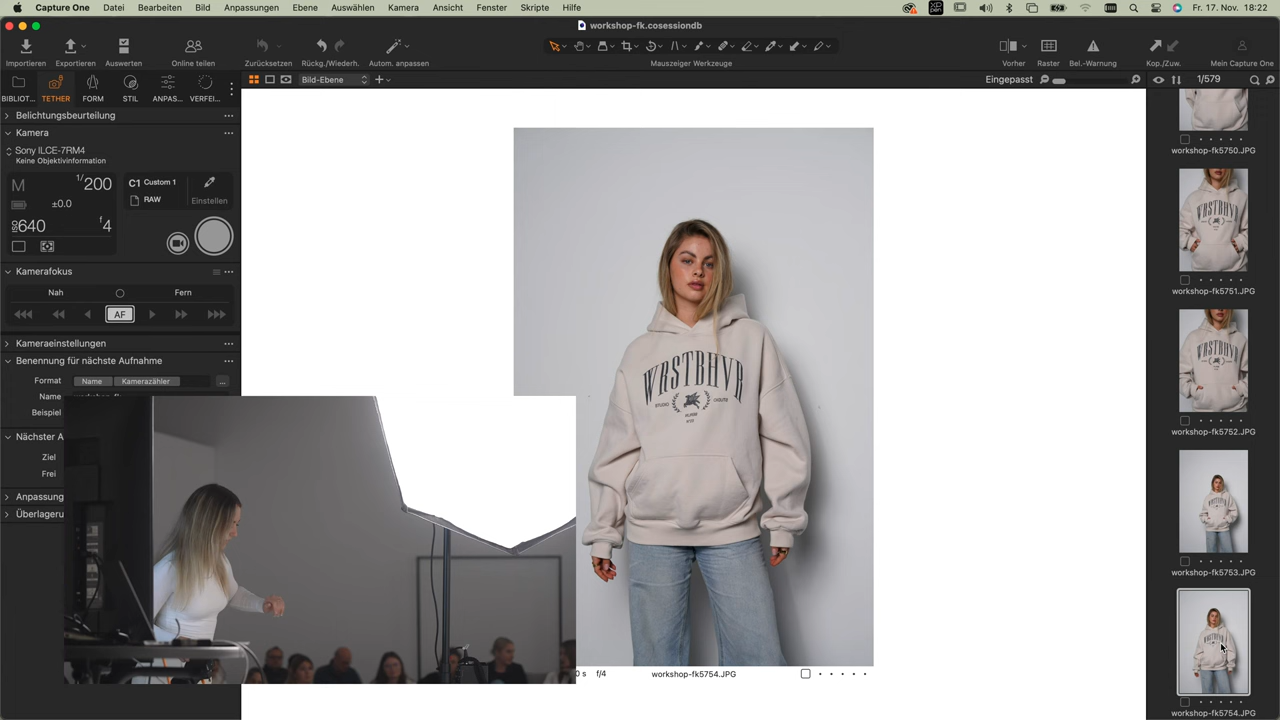 Capture One Datei Bearbeiten Bild Anpassungen Ebene Auswählen Kamera Ansicht Fenster Skripte Hilfe
Fr. 17. Nov. 18:22
workshop-fk.cosessiondb
Importieren Exportieren Auswerten Online teilen Zurücksetzen Rückg./Wiederh. Autom. anpassen Mauszeiger Werkzeuge Vorher Raster Bel.-Warnung Kop./Zuw. Mein Capture One
Bild-Ebene
Eingepasst
1/579
BIBLIOT... TETHER FORM STIL ANPAS... VERFEI...
Belichtungsbeurteilung
Kamera
Sony ILCE-7RM4
Keine Objektivinformation
M 1/200
±0.0
ISO 640 f 4
C1 Custom 1
RAW
Einstellen
Kamerafokus
Nah Fern
AF
Kameraeinstellungen
Benennung für nächste Aufnahme
Format Name Kamerazähler ...
Name
Beispiel
Nächster A
Ziel
Frei
Anpassung
Überlageru
WRSTBHVR
0 s f/4 workshop-fk5754.JPG
workshop-fk5750.JPG
workshop-fk5751.JPG
workshop-fk5752.JPG
workshop-fk5753.JPG
workshop-fk5754.JPG